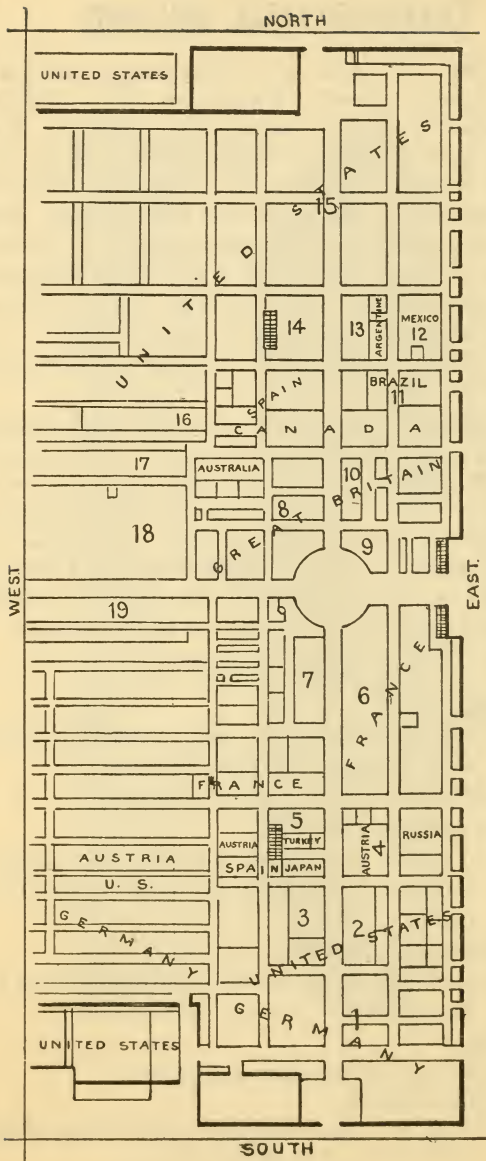 NORTH
UNITED STATES
UNITED STATES
15
14
13
ARGENTINE
MEXICO
12
SPAIN
BRAZIL
11
16
CANADA
17
AUSTRALIA
10
GREAT BRITAIN
8
18
9
WEST
EAST.
19
7
6
FRANCE
FRANCE
5
AUSTRIA
TURKEY
AUSTRIA
4
RUSSIA
AUSTRIA
SPAIN
JAPAN
U. S.
3
2
UNITED STATES
GERMANY
GERMANY
1
UNITED STATES
SOUTH